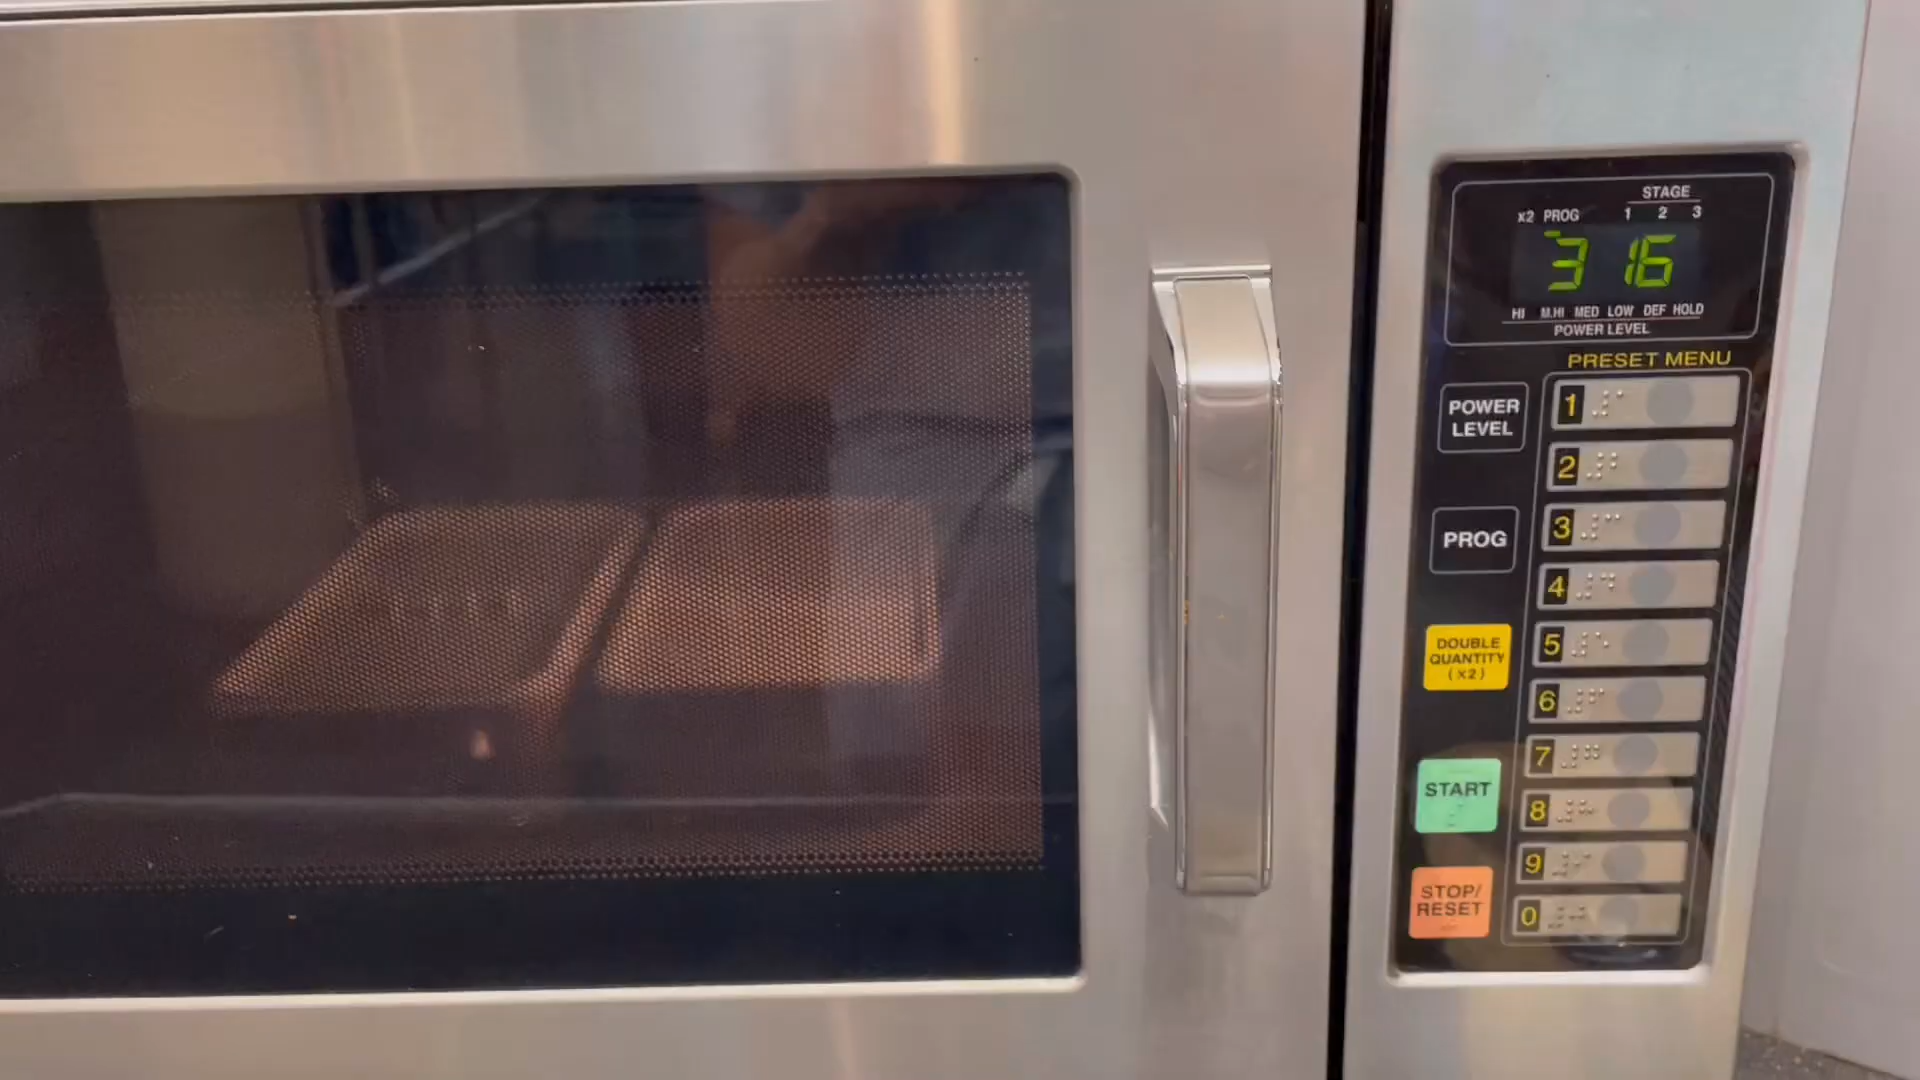 STAGE
x2 PROG 1 2 3
3 16
HI M.HI MED LOW DEF HOLD
POWER LEVEL
PRESET MENU
POWER
LEVEL
PROG
DOUBLE
QUANTITY
(x2)
START
STOP/
RESET
1
2
3
4
5
6
7
8
9
0